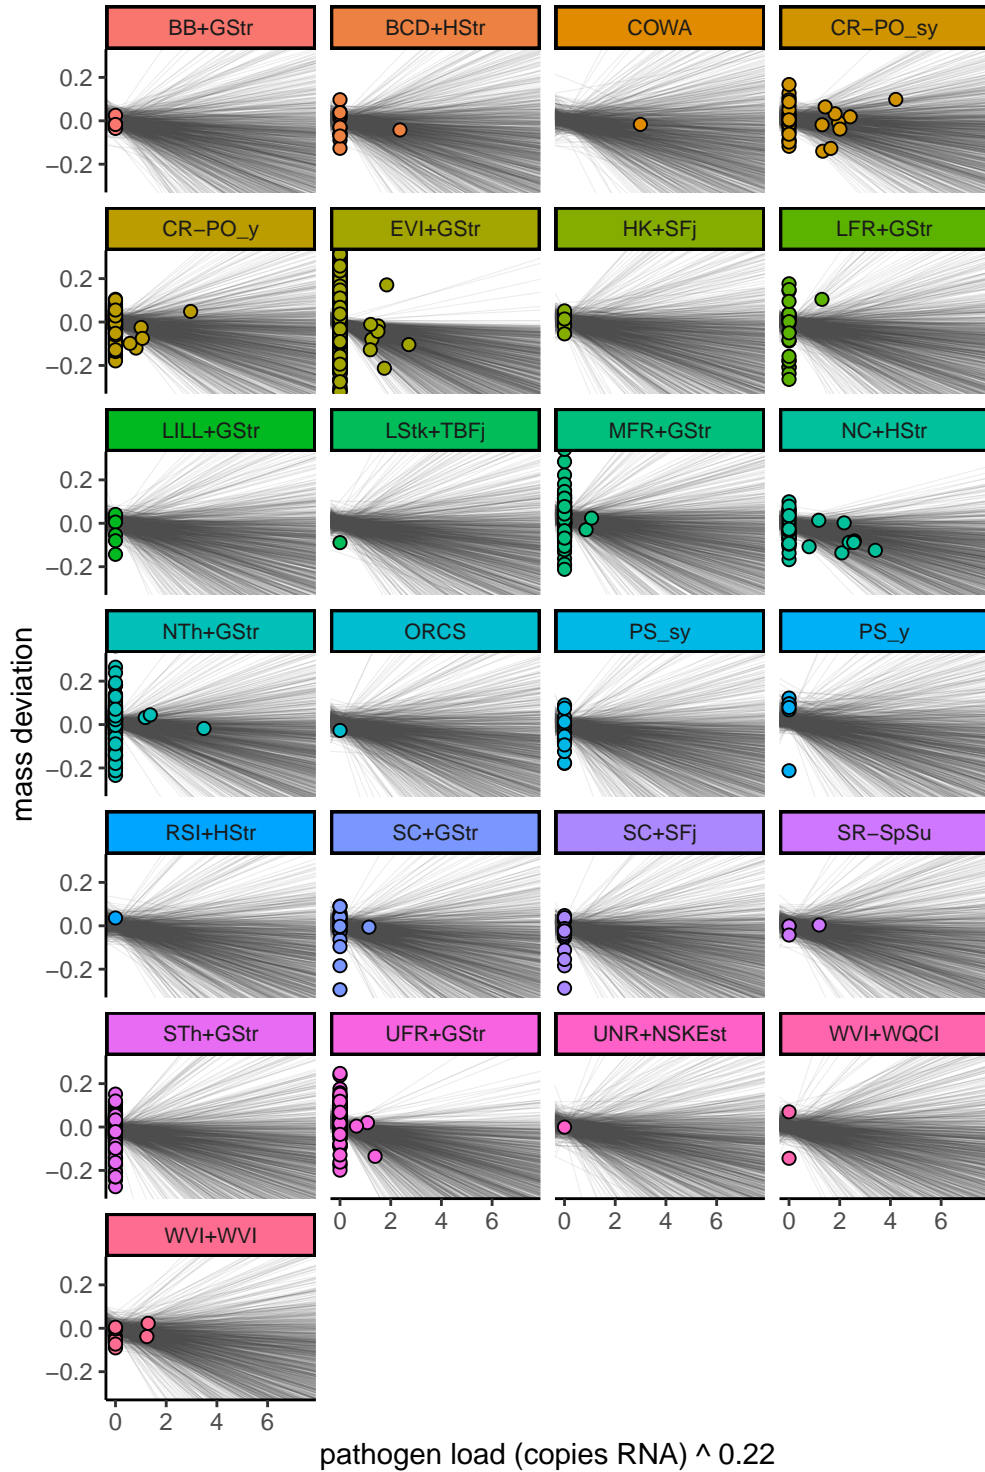 BB+GStr BCD+HStr COWA CR−PO_sy
0.2
0.0
−0.2
CR−PO_y EVI+GStr HK+SFj LFR+GStr
0.2
0.0
−0.2
LILL+GStr LStk+TBFj MFR+GStr NC+HStr
0.2
0.0
−0.2
NTh+GStr ORCS PS_sy PS_y
0.2
0.0
−0.2
RSI+HStr SC+GStr SC+SFj SR−SpSu
0.2
0.0
−0.2
STh+GStr UFR+GStr UNR+NSKEst WVI+WQCI
0.2
0.0
−0.2
0 2 4 6 0 2 4 6 0 2 4 6
WVI+WVI
0.2
0.0
−0.2
0 2 4 6
mass deviation
pathogen load (copies RNA) ^ 0.22